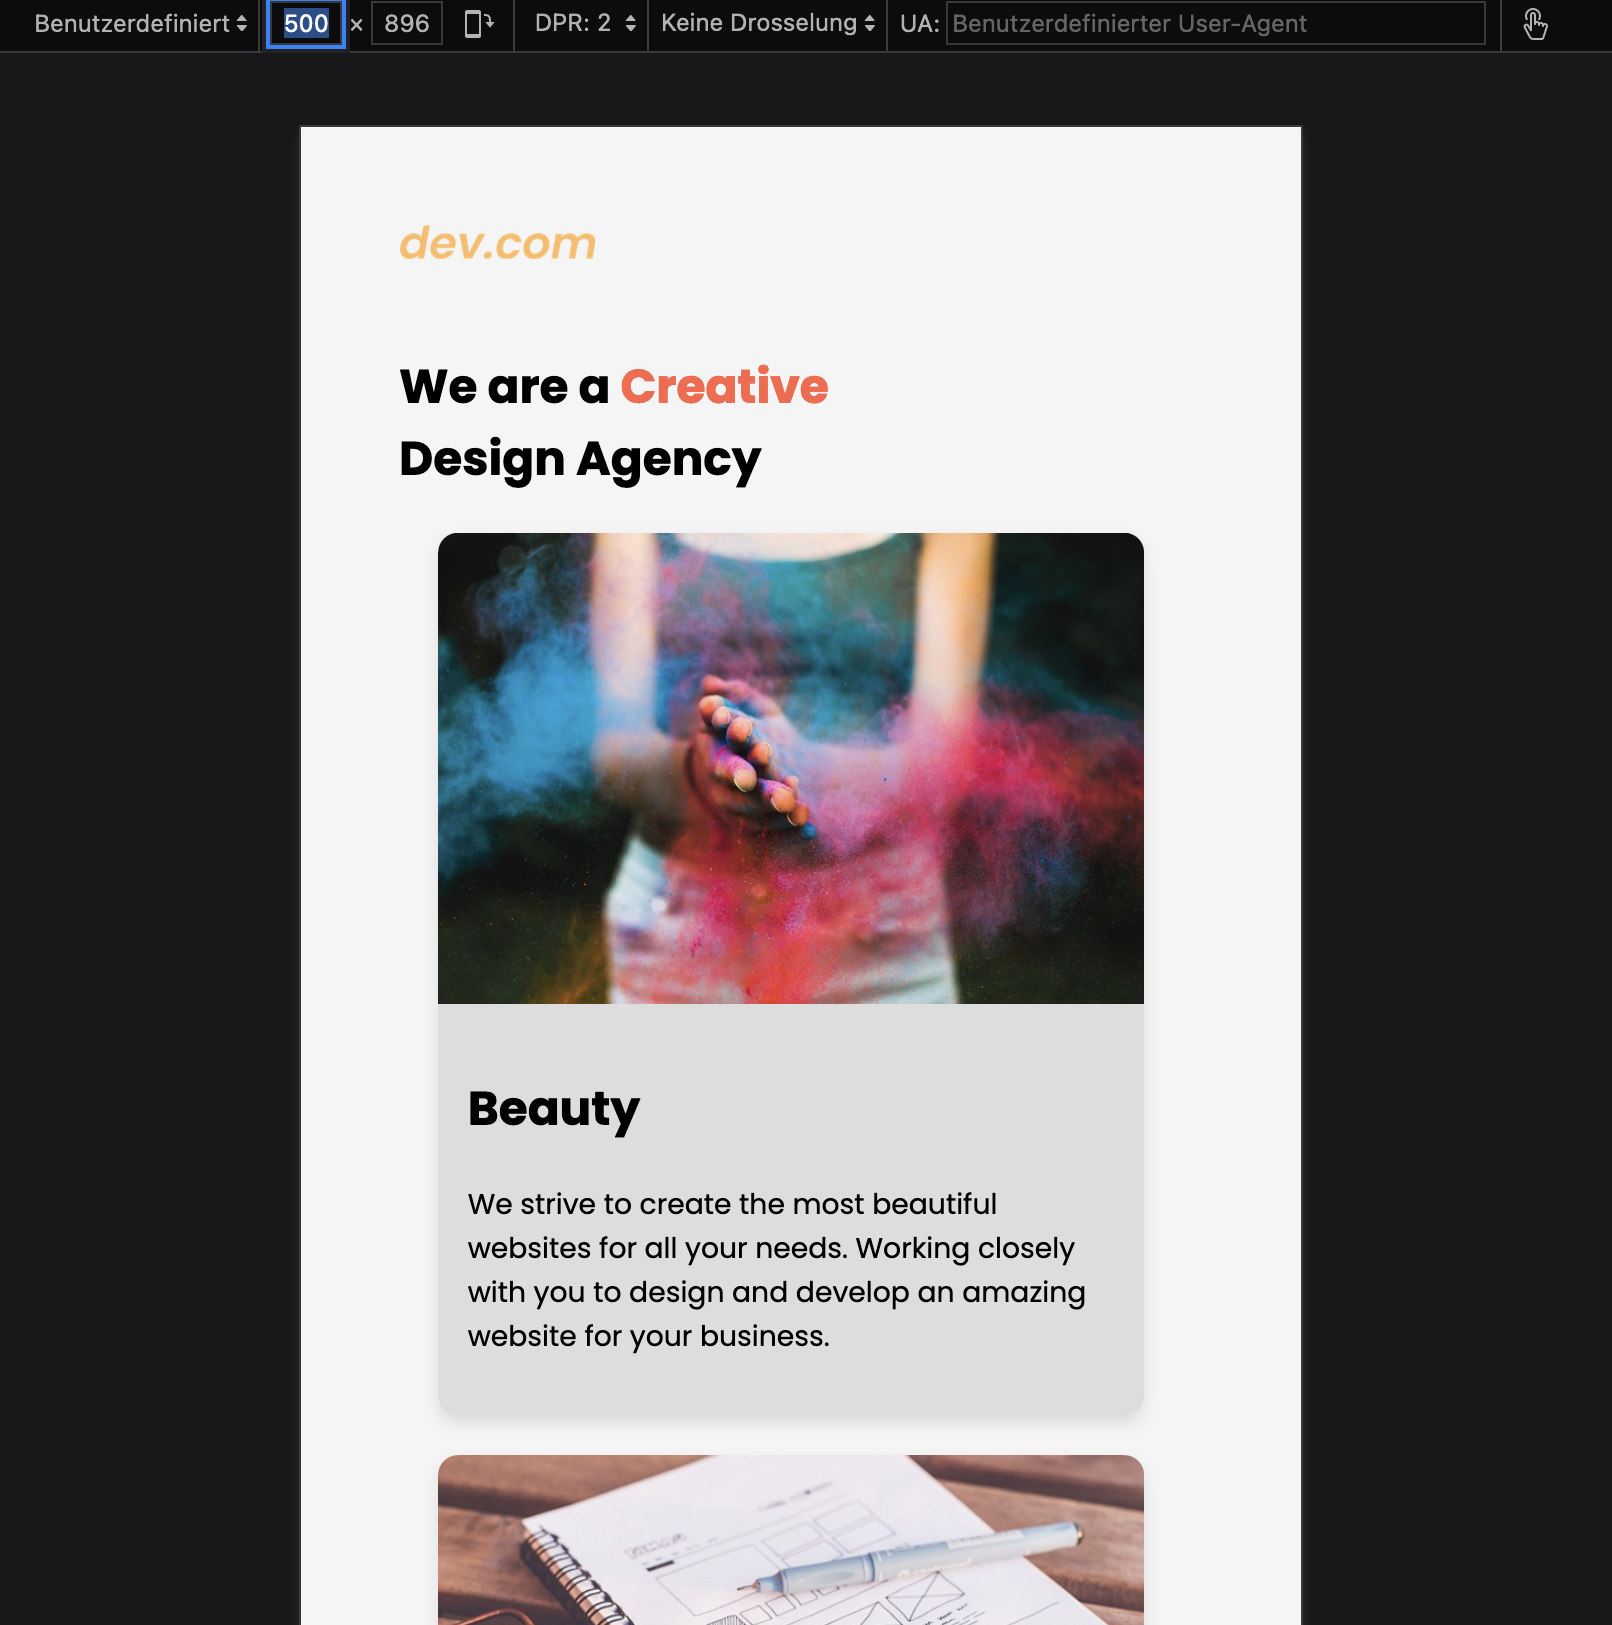 Benutzerdefiniert 500 × 896 DPR: 2 Keine Drosselung UA: Benutzerdefinierter User-Agent
dev.com
We are a Creative
Design Agency
Beauty
We strive to create the most beautiful
websites for all your needs. Working closely
with you to design and develop an amazing
website for your business.